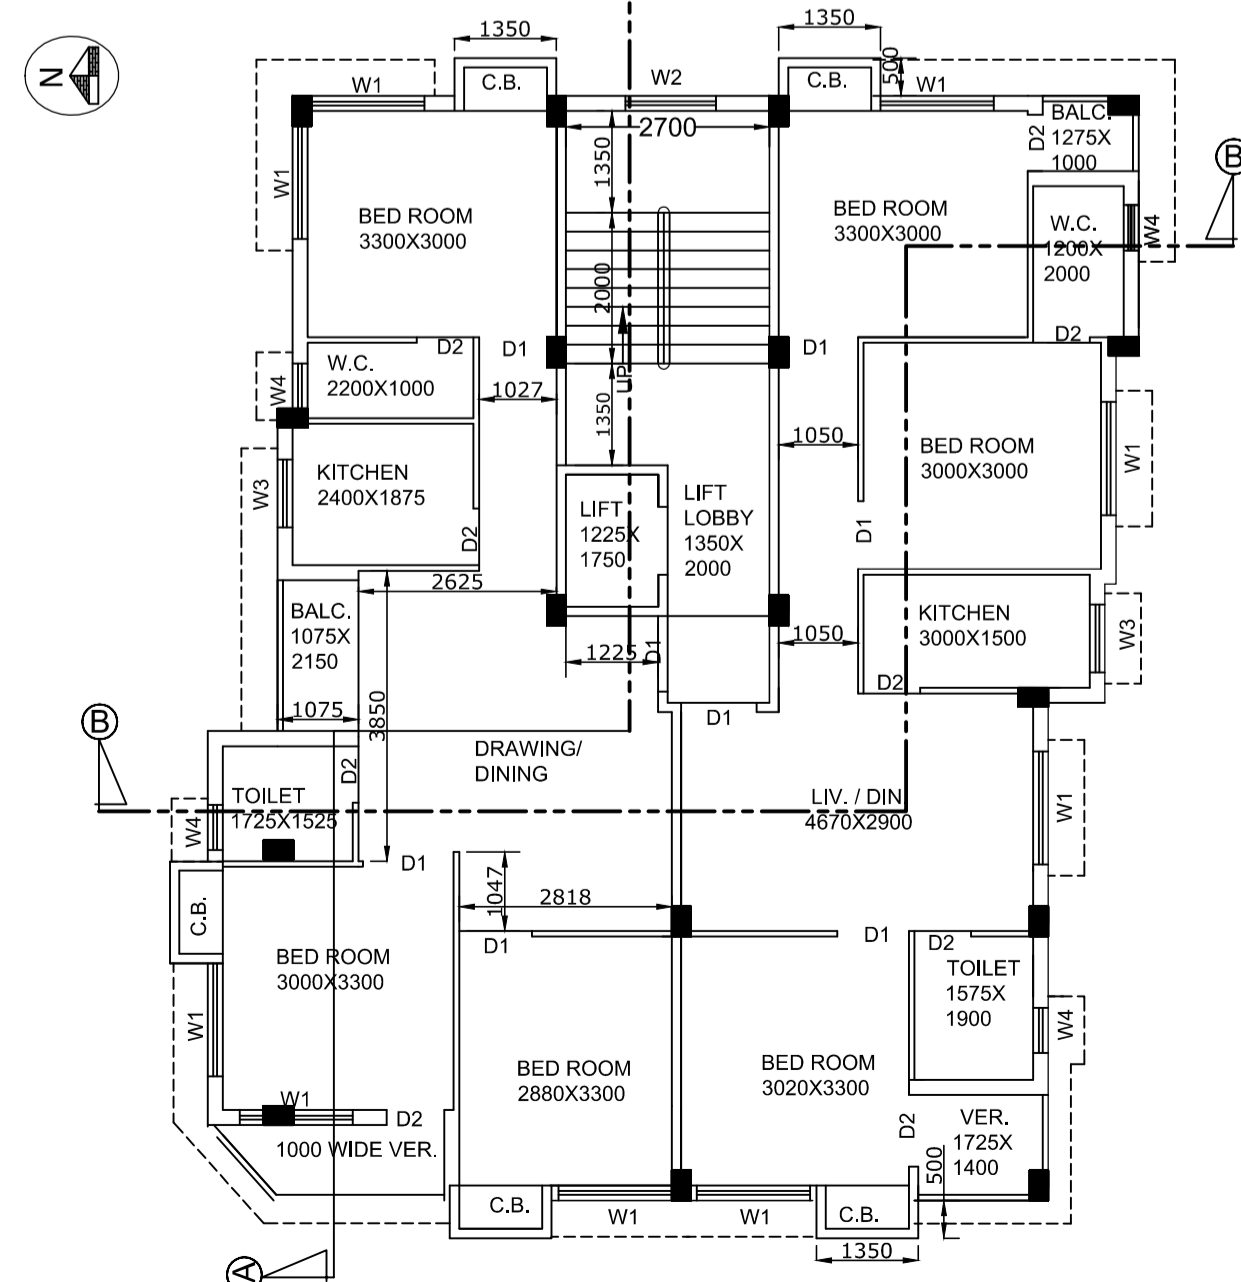 1350
1350
N
W1
C.B.
W2
C.B.
500
W1
2700
BALC.
1275X
1000
D2
B
1350
W1
BED ROOM
3300X3000
BED ROOM
3300X3000
W.C.
1200X
2000
W4
2000
D2
D1
D1
D2
W.C.
2200X1000
W4
1027
UP
1350
1050
BED ROOM
3000X3000
W1
KITCHEN
2400X1875
W3
D2
LIFT
1225X
1750
LIFT
LOBBY
1350X
2000
D1
2625
BALC.
1075X
2150
KITCHEN
3000X1500
W3
1050
1225
D1
D2
1075
3850
D1
B
DRAWING/
DINING
D2
TOILET
1725X1525
W4
LIV. / DIN
4670X2900
W1
D1
1047
2818
C.B.
D1
D1
D2
BED ROOM
3000X3300
TOILET
1575X
1900
W1
W4
BED ROOM
2880X3300
BED ROOM
3020X3300
W1
D2
D2
VER.
1725X
1400
1000 WIDE VER.
500
C.B.
W1
W1
C.B.
1350
A